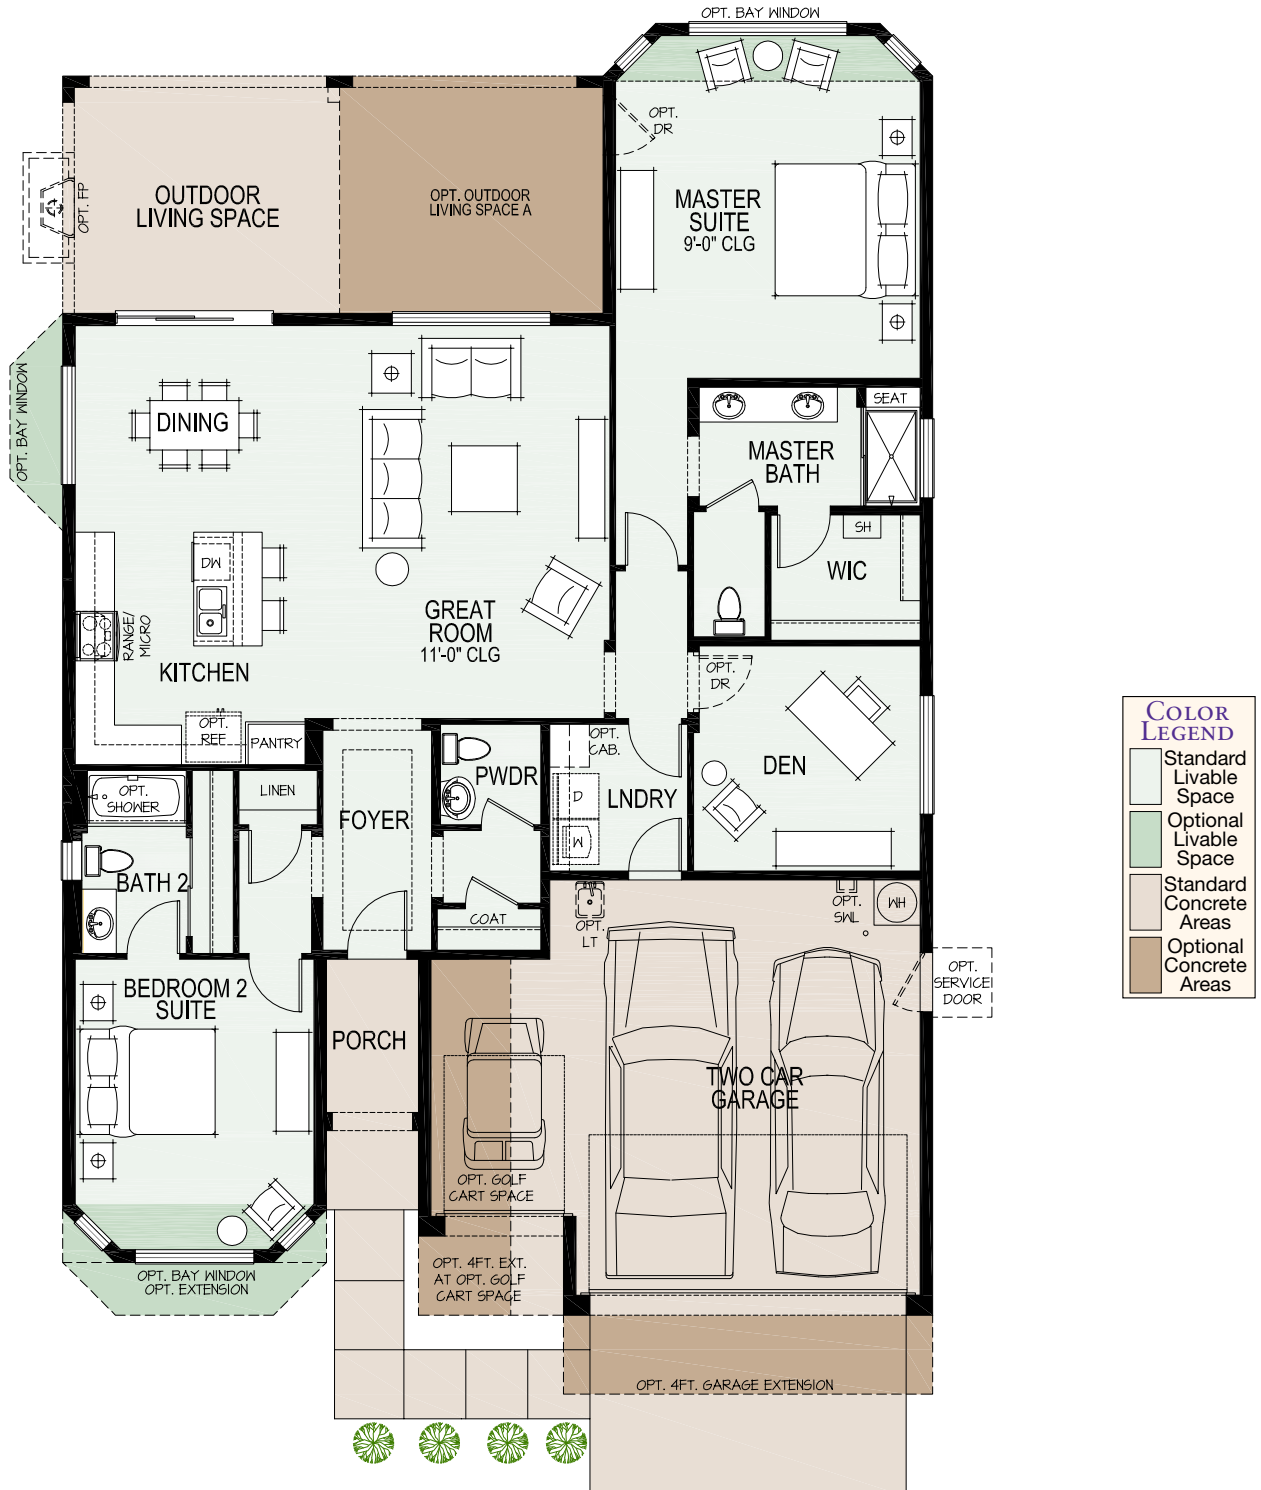 OPT. BAY WINDOW
OPT.
DR
OPT. FP
OUTDOOR
LIVING SPACE
OPT. OUTDOOR
LIVING SPACE A
MASTER
SUITE
9'-0" CLG
OPT. BAY WINDOW
DINING
SEAT
MASTER
BATH
SH
WIC
DW
RANGE/
MICRO
KITCHEN
GREAT
ROOM
11'-0" CLG
OPT.
DR
OPT.
REF
PANTRY
OPT.
CAB.
PWDR
DEN
OPT.
SHOWER
LINEN
FOYER
D
LNDRY
W
BATH 2
COAT
OPT.
LT
OPT.
SWL
WH
OPT.
SERVICE
DOOR
BEDROOM 2
SUITE
PORCH
TWO CAR
GARAGE
OPT. GOLF
CART SPACE
OPT. BAY WINDOW
OPT. EXTENSION
OPT. 4FT. EXT.
AT OPT. GOLF
CART SPACE
OPT. 4FT. GARAGE EXTENSION
COLOR
LEGEND
Standard
Livable
Space
Optional
Livable
Space
Standard
Concrete
Areas
Optional
Concrete
Areas